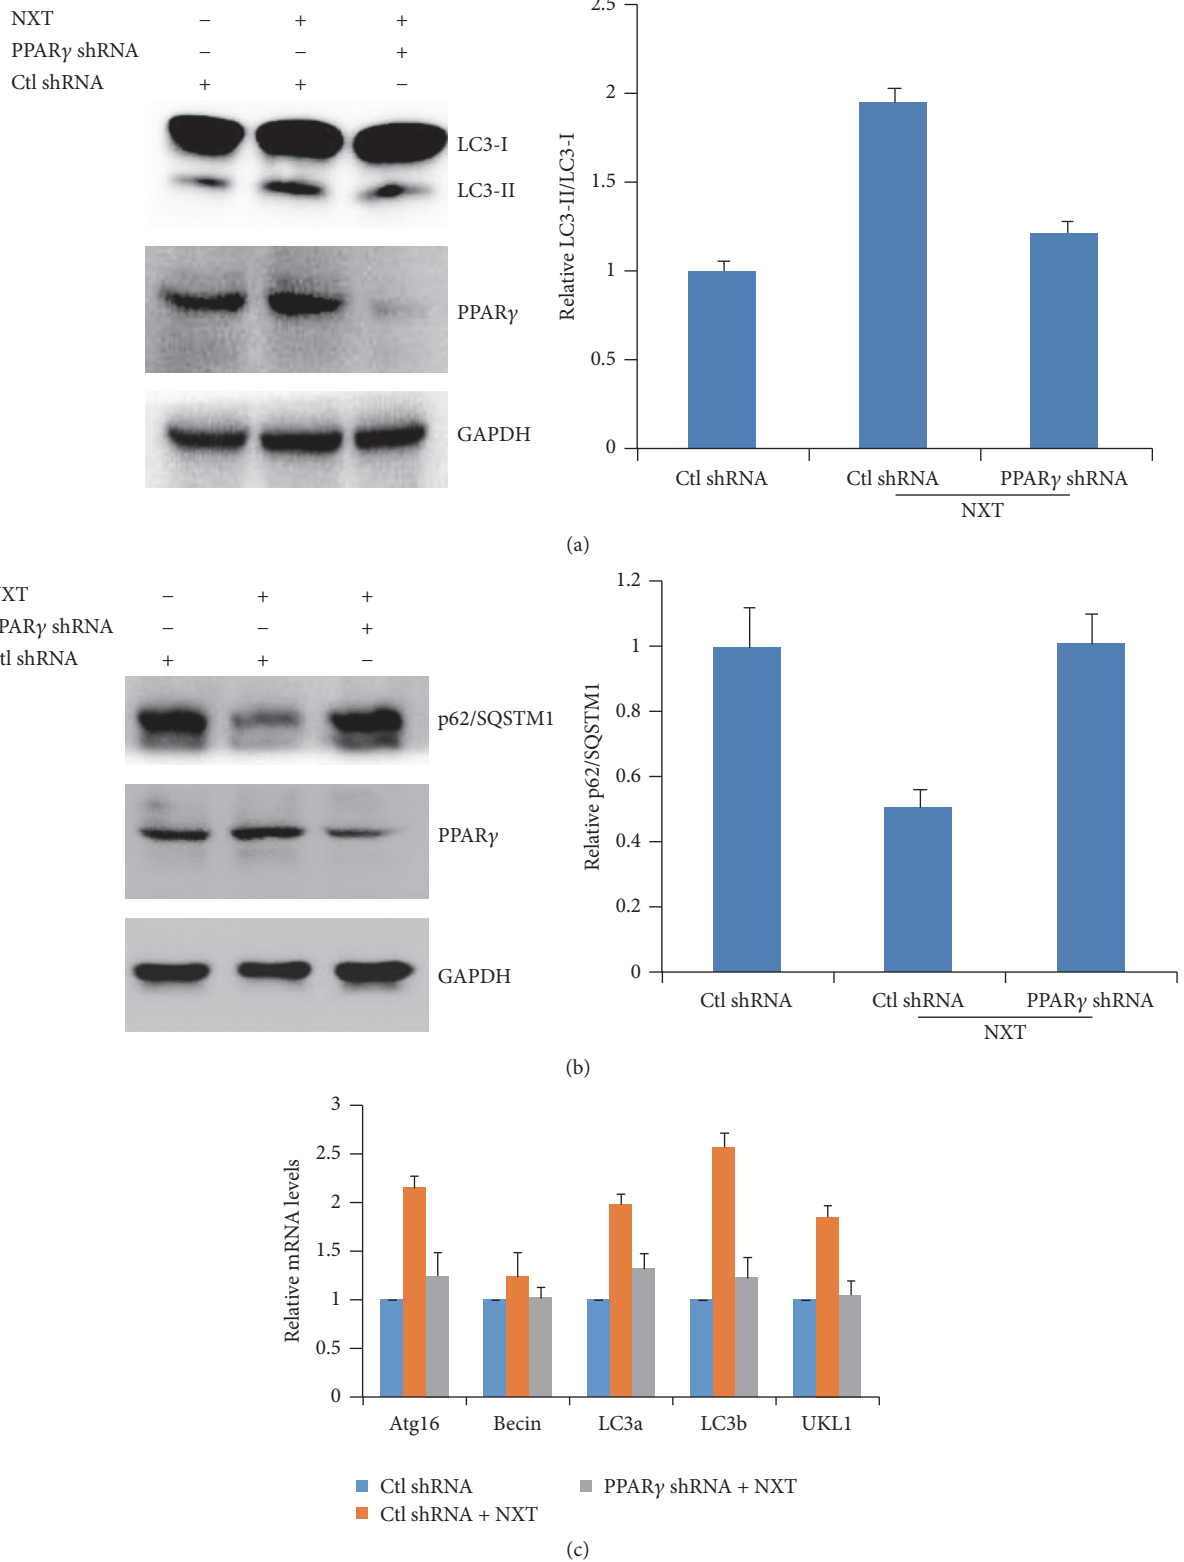 NXT – + +
PPARγ shRNA – – +
Ctl shRNA + + –
LC3-I
LC3-II
PPARγ
GAPDH
Relative LC3-II/LC3-I
2.5
2
1.5
1
0.5
0
Ctl shRNA Ctl shRNA PPARγ shRNA
NXT
(a)
NXT – + +
PARγ shRNA – – +
tl shRNA + + –
p62/SQSTM1
PPARγ
GAPDH
Relative p62/SQSTM1
1.2
1
0.8
0.6
0.4
0.2
0
Ctl shRNA Ctl shRNA PPARγ shRNA
NXT
(b)
Relative mRNA levels
3
2.5
2
1.5
1
0.5
0
Atg16 Becin LC3a LC3b UKL1
Ctl shRNA PPARγ shRNA + NXT
Ctl shRNA + NXT
(c)